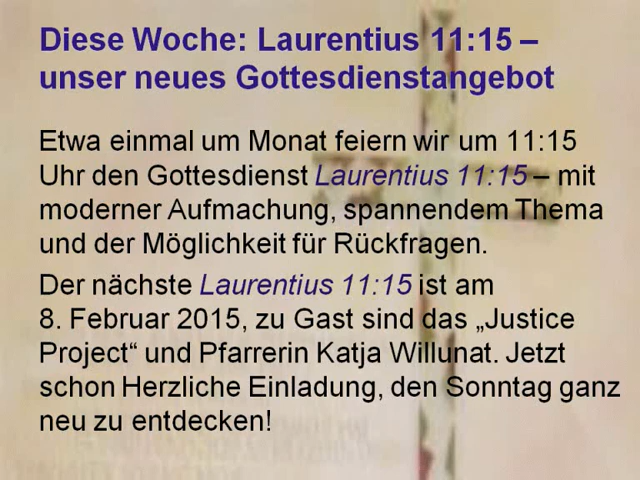 Diese Woche: Laurentius 11:15 –
unser neues Gottesdienstangebot
Etwa einmal um Monat feiern wir um 11:15
Uhr den Gottesdienst Laurentius 11:15 – mit
moderner Aufmachung, spannendem Thema
und der Möglichkeit für Rückfragen.
Der nächste Laurentius 11:15 ist am
8. Februar 2015, zu Gast sind das „Justice
Project“ und Pfarrerin Katja Willunat. Jetzt
schon Herzliche Einladung, den Sonntag ganz
neu zu entdecken!